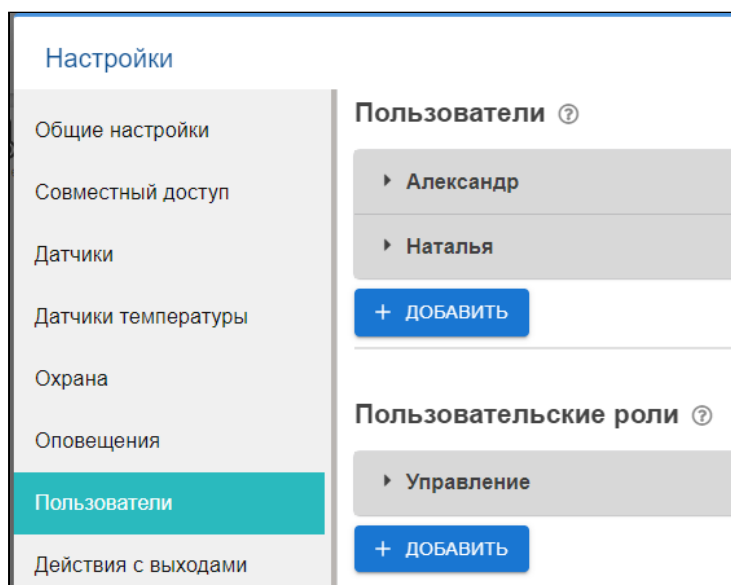 Настройки
Общие настройки
Совместный доступ
Датчики
Датчики температуры
Охрана
Оповещения
Пользователи
Действия с выходами
Пользователи ?
Александр
Наталья
+ ДОБАВИТЬ
Пользовательские роли ?
Управление
+ ДОБАВИТЬ